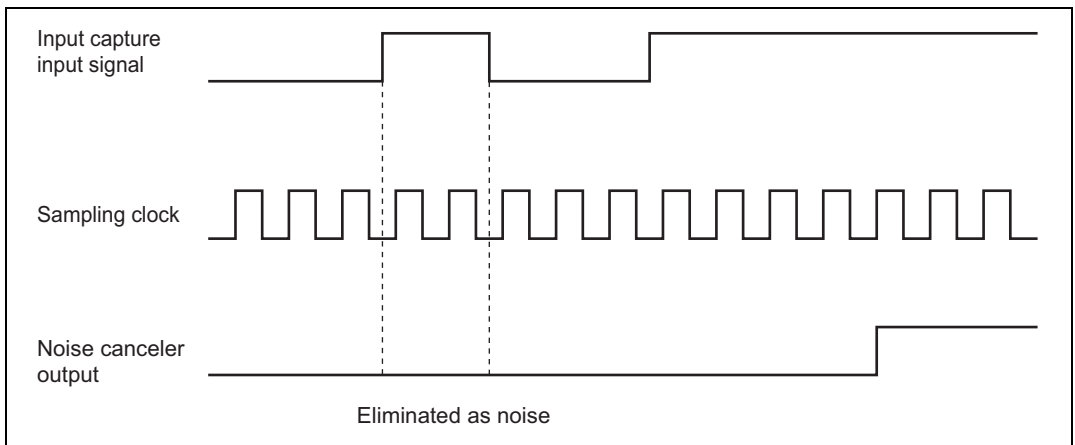 Input capture
input signal
Sampling clock
Noise canceler
output
Eliminated as noise